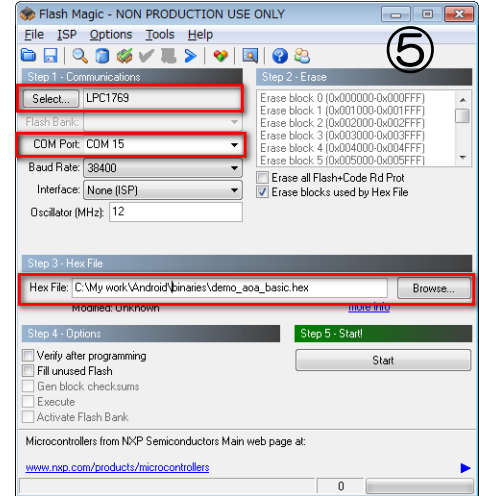 Flash Magic - NON PRODUCTION USE ONLY
File ISP Options Tools Help
⑤
Step 1 - Communications
Step 2 - Erase
Select... LPC1769
Flash Bank:
COM Port: COM 15
Baud Rate: 38400
Interface: None (ISP)
Oscillator (MHz): 12
Erase block 0 (0x000000-0x000FFF)
Erase block 1 (0x001000-0x001FFF)
Erase block 2 (0x002000-0x002FFF)
Erase block 3 (0x003000-0x003FFF)
Erase block 4 (0x004000-0x004FFF)
Erase block 5 (0x005000-0x005FFF)
Erase all Flash+Code Rd Prot
Erase blocks used by Hex File
Step 3 - Hex File
Hex File: C:\My work\Android\binaries\demo_aoa_basic.hex Browse...
Modified: Unknown more info
Step 4 - Options
Step 5 - Start!
Verify after programming
Fill unused Flash
Gen block checksums
Execute
Activate Flash Bank
Start
Microcontrollers from NXP Semiconductors Main web page at:
www.nxp.com/products/microcontrollers
0